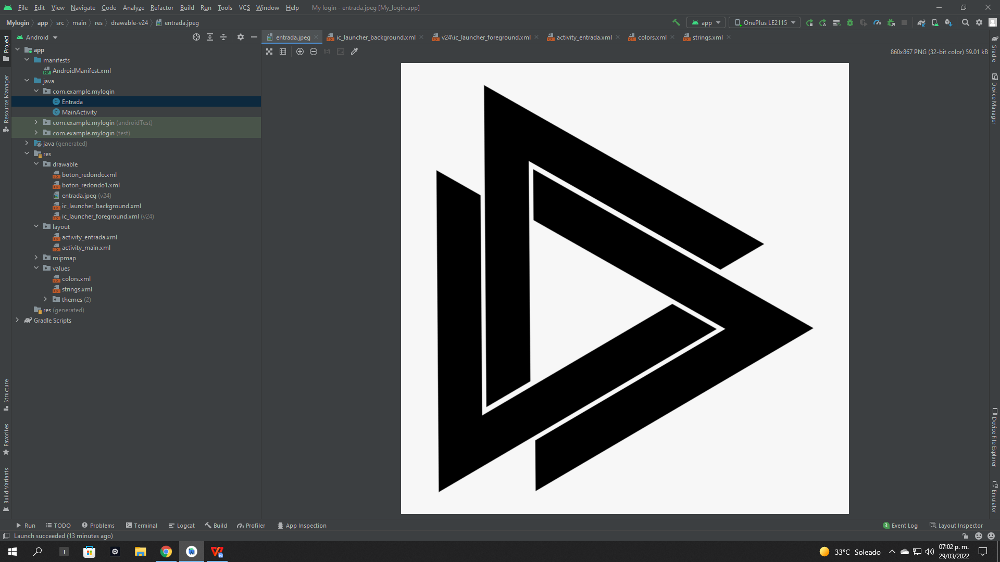 File Edit View Navigate Code Analyze Refactor Build Run Tools VCS Window Help My login - entrada.jpeg [My_login.app]
Mylogin app src main res drawable-v24 entrada.jpeg app OnePlus LE2115
Project
Resource Manager
Structure
Favorites
Build Variants
Android
app
manifests
AndroidManifest.xml
java
com.example.mylogin
Entrada
MainActivity
com.example.mylogin (androidTest)
com.example.mylogin (test)
java (generated)
res
drawable
boton_redondo.xml
boton_redondo1.xml
entrada.jpeg (v24)
ic_launcher_background.xml
ic_launcher_foreground.xml (v24)
layout
activity_entrada.xml
activity_main.xml
mipmap
values
colors.xml
strings.xml
themes (2)
res (generated)
Gradle Scripts
entrada.jpeg ic_launcher_background.xml v24\ic_launcher_foreground.xml activity_entrada.xml colors.xml strings.xml
1:1 860x867 PNG (32-bit color) 59.01 kB
Gradle
Device Manager
Device File Explorer
Emulator
Run TODO Problems Terminal Logcat Build Profiler App Inspection 3 Event Log Layout Inspector
Launch succeeded (13 minutes ago)
33°C Soleado 07:02 p. m.
29/03/2022